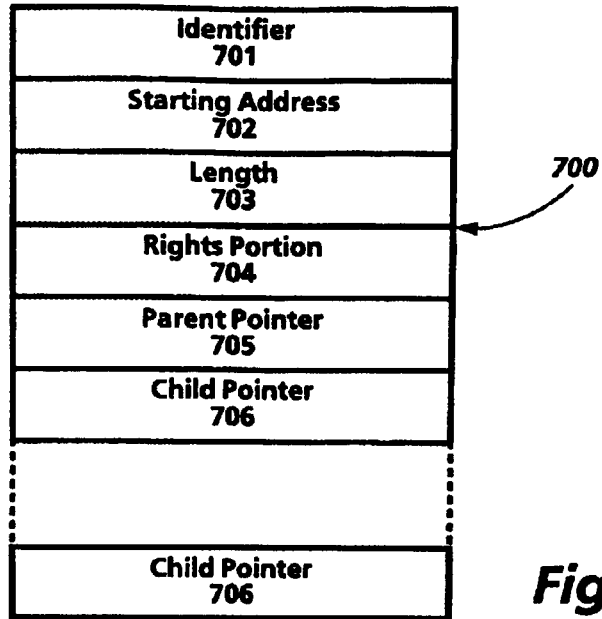 Identifier
701
Starting Address
702
Length
703
700
Rights Portion
704
Parent Pointer
705
Child Pointer
706
Child Pointer
706
Fig